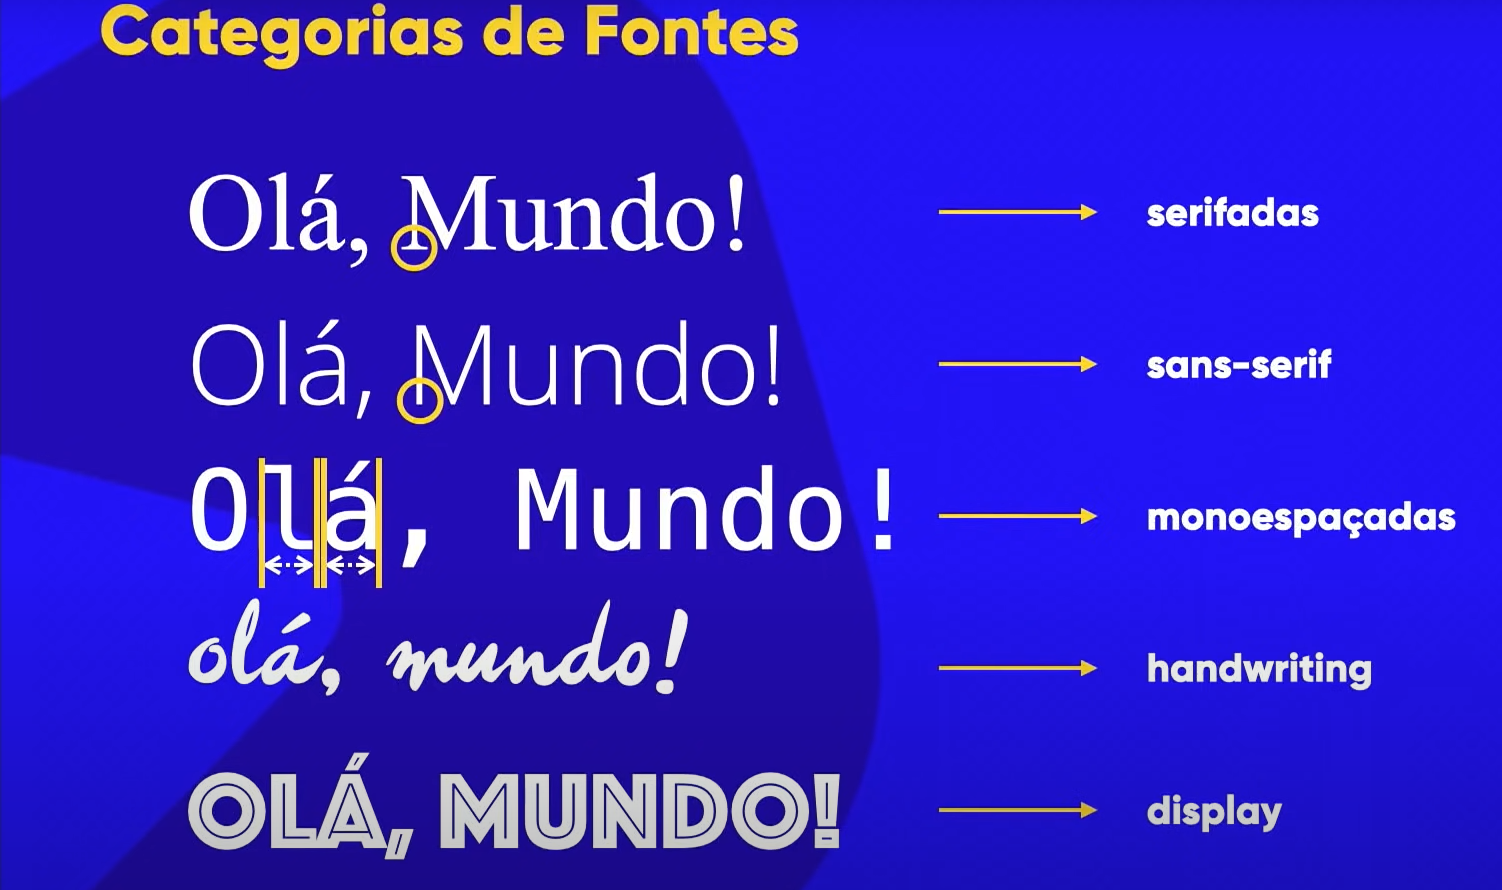 Categorias de Fontes
Olá, Mundo! serifadas
Olá, Mundo! sans-serif
Olá, Mundo! monoespaçadas
olá, mundo! handwriting
OLÁ, MUNDO! display